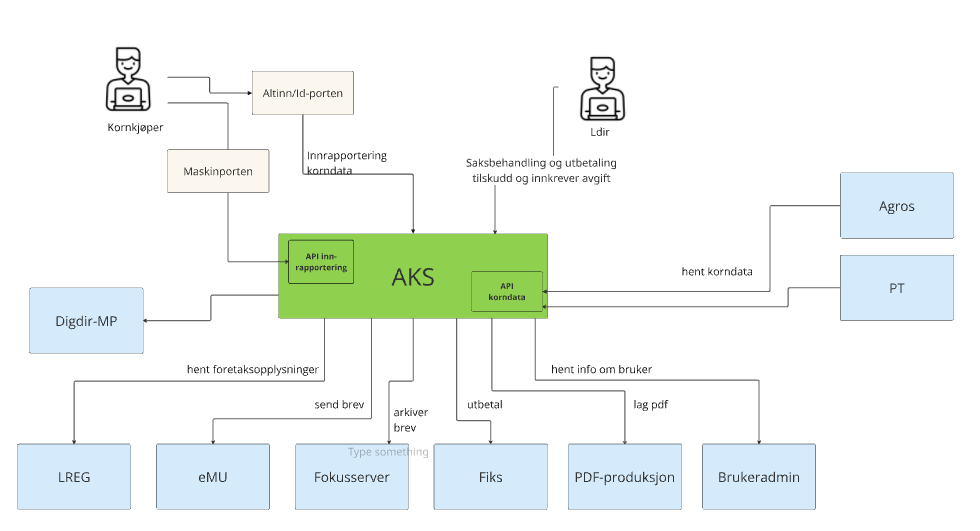 Kornkjøper
Altinn/Id-porten
Ldir
Innrapportering
korndata
Maskinporten
Saksbehandling og utbetaling
tilskudd og innkrever avgift
Agros
API inn-
rapportering
AKS
API
korndata
hent korndata
PT
Digdir-MP
hent foretaksopplysninger
hent info om bruker
send brev
arkiver
brev
utbetal
lag pdf
Type something
LREG
eMU
Fokusserver
Fiks
PDF-produksjon
Brukeradmin